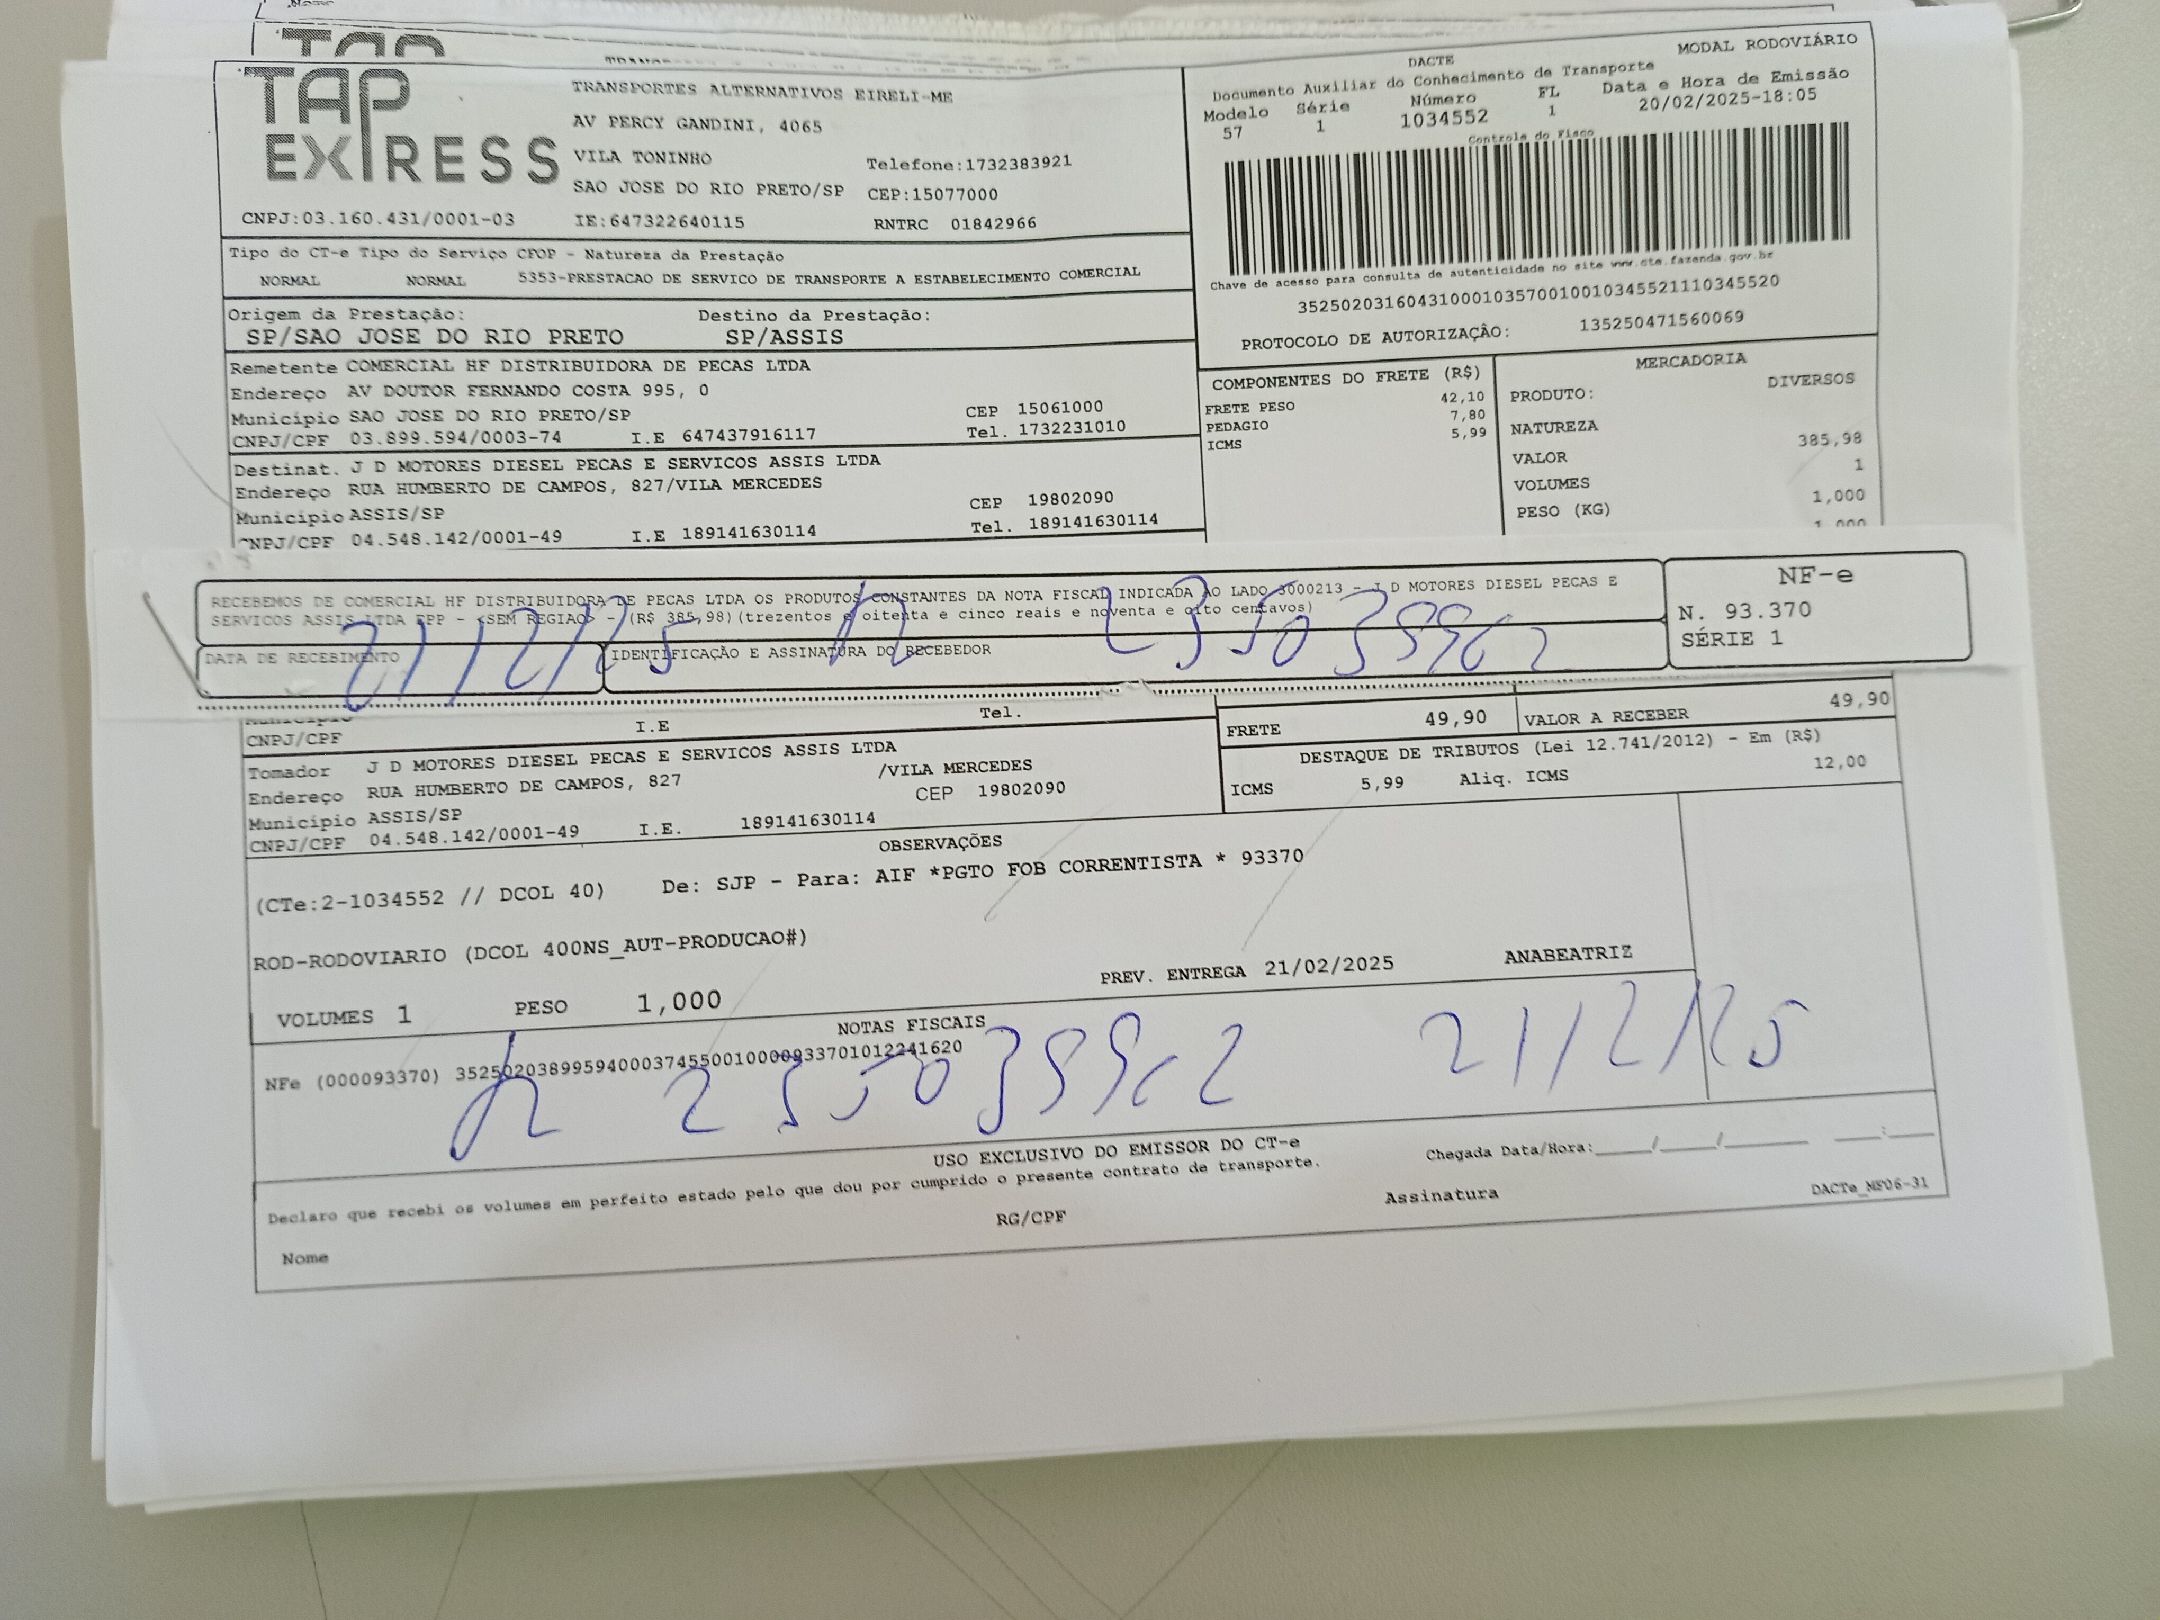 TAP
EXPRESS
TRANSPORTES ALTERNATIVOS EIRELI-ME
AV PERCY GANDINI, 4065
VILA TONINHO Telefone:1732383921
SAO JOSE DO RIO PRETO/SP CEP:15077000
CNPJ:03.160.431/0001-03 IE:647322640115 RNTRC 01842966
DACTE MODAL RODOVIÁRIO
Documento Auxiliar do Conhecimento de Transporte
Modelo Série Número FL Data e Hora de Emissão
57 1 1034552 1 20/02/2025-18:05
Controle do Fisco
Chave de acesso para consulta de autenticidade no site www.cte.fazenda.gov.br
35250203160431000103570010010345521110345520
PROTOCOLO DE AUTORIZAÇÃO: 135250471560069
Tipo do CT-e Tipo do Serviço CFOP - Natureza da Prestação
NORMAL NORMAL 5353-PRESTACAO DE SERVICO DE TRANSPORTE A ESTABELECIMENTO COMERCIAL
Origem da Prestação: Destino da Prestação:
SP/SAO JOSE DO RIO PRETO SP/ASSIS
Remetente COMERCIAL HF DISTRIBUIDORA DE PECAS LTDA
Endereço AV DOUTOR FERNANDO COSTA 995, 0
Município SAO JOSE DO RIO PRETO/SP CEP 15061000
CNPJ/CPF 03.899.594/0003-74 I.E 647437916117 Tel. 1732231010
Destinat. J D MOTORES DIESEL PECAS E SERVICOS ASSIS LTDA
Endereço RUA HUMBERTO DE CAMPOS, 827/VILA MERCEDES
Município ASSIS/SP CEP 19802090
CNPJ/CPF 04.548.142/0001-49 I.E 189141630114 Tel. 189141630114
COMPONENTES DO FRETE (R$)
FRETE PESO 42,10
PEDAGIO 7,80
ICMS 5,99
MERCADORIA
PRODUTO: DIVERSOS
NATUREZA
VALOR 385,98
VOLUMES 1
PESO (KG) 1,000
1,000
RECEBEMOS DE COMERCIAL HF DISTRIBUIDORA DE PECAS LTDA OS PRODUTOS CONSTANTES DA NOTA FISCAL INDICADA AO LADO 3000213 - J D MOTORES DIESEL PECAS E
SERVICOS ASSIS LTDA EPP - <SEM REGIAO> - (R$ 385,98)(trezentos e oitenta e cinco reais e noventa e oito centavos)
DATA DE RECEBIMENTO IDENTIFICAÇÃO E ASSINATURA DO RECEBEDOR
21/2/25
NF-e
N. 93.370
SÉRIE 1
Município
CNPJ/CPF I.E Tel.
FRETE 49,90 VALOR A RECEBER 49,90
Tomador J D MOTORES DIESEL PECAS E SERVICOS ASSIS LTDA
Endereço RUA HUMBERTO DE CAMPOS, 827 /VILA MERCEDES
Município ASSIS/SP CEP 19802090
CNPJ/CPF 04.548.142/0001-49 I.E. 189141630114
DESTAQUE DE TRIBUTOS (Lei 12.741/2012) - Em (R$)
ICMS 5,99 Aliq. ICMS 12,00
OBSERVAÇÕES
(CTe:2-1034552 // DCOL 40) De: SJP - Para: AIF *PGTO FOB CORRENTISTA * 93370
ROD-RODOVIARIO (DCOL 400NS_AUT-PRODUCAO#)
VOLUMES 1 PESO 1,000 PREV. ENTREGA 21/02/2025 ANABEATRIZ
NOTAS FISCAIS
NFe (000093370) 35250203899594000374550010000933701012241620
21/2/25
USO EXCLUSIVO DO EMISSOR DO CT-e
Declaro que recebi os volumes em perfeito estado pelo que dou por cumprido o presente contrato de transporte. Chegada Data/Hora:_____/_____/________ ____:____
Nome RG/CPF Assinatura DACTe_MF06-31